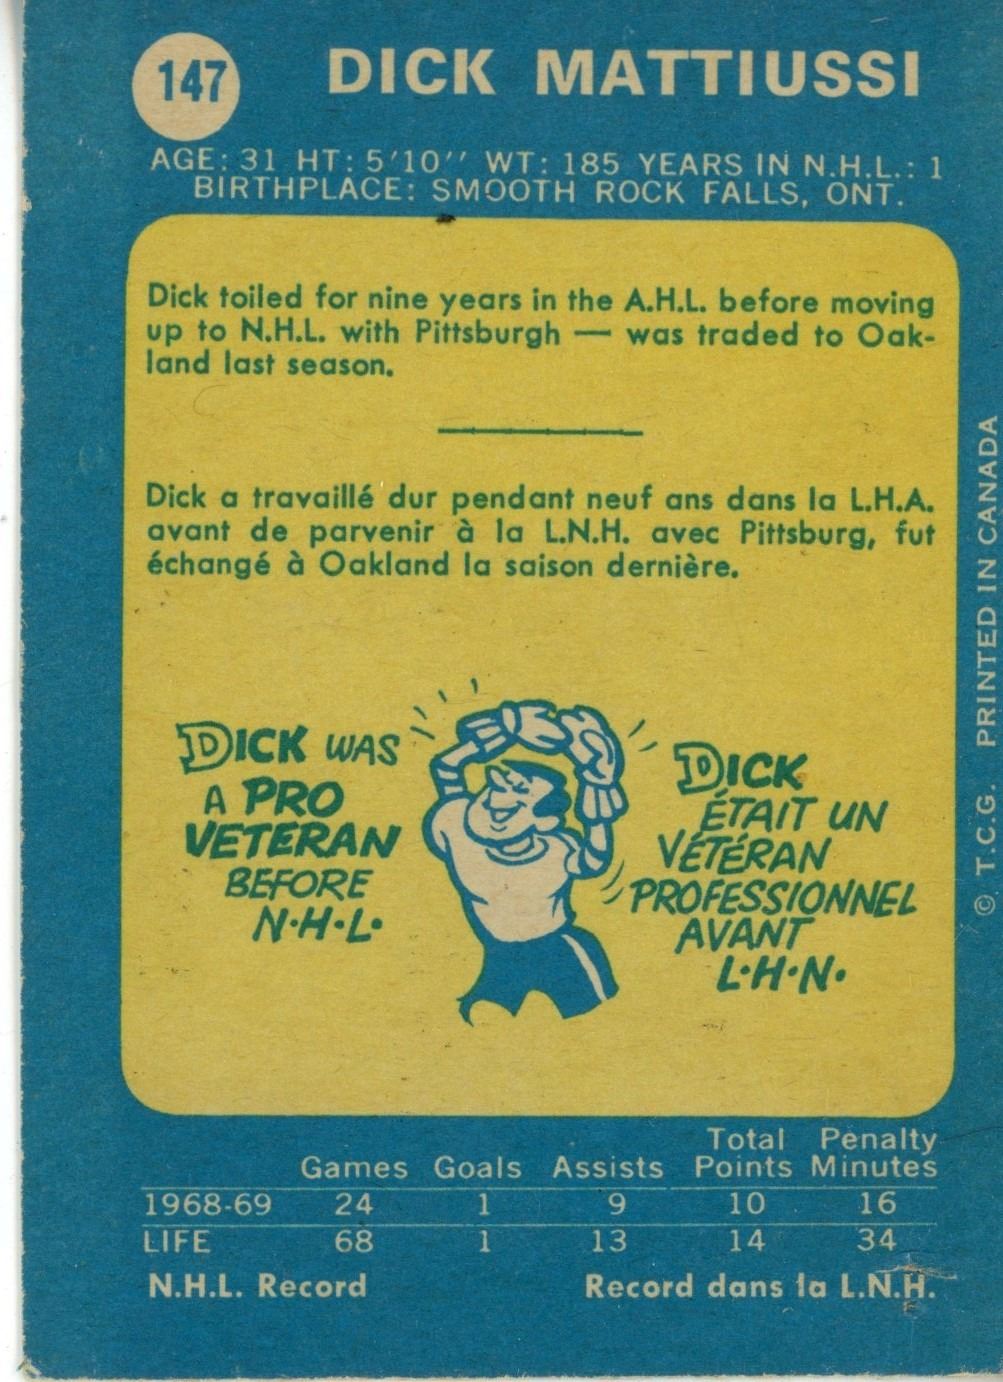 147
DICK MATTIUSSI
AGE: 31 HT: 5'10'' WT: 185 YEARS IN N.H.L.: 1
BIRTHPLACE: SMOOTH ROCK FALLS, ONT.
Dick toiled for nine years in the A.H.L. before moving
up to N.H.L. with Pittsburgh — was traded to Oak-
land last season.
Dick a travaillé dur pendant neuf ans dans la L.H.A.
avant de parvenir à la L.N.H. avec Pittsburg, fut
échangé à Oakland la saison dernière.
DICK WAS
A PRO
VETERAN
BEFORE
N·H·L·
DICK
ÉTAIT UN
VÉTÉRAN
PROFESSIONNEL
AVANT
L·H·N·
© T.C.G. PRINTED IN CANADA
Total Penalty
Games Goals Assists Points Minutes
1968-69 24 1 9 10 16
LIFE 68 1 13 14 34
N.H.L. Record Record dans la L.N.H.